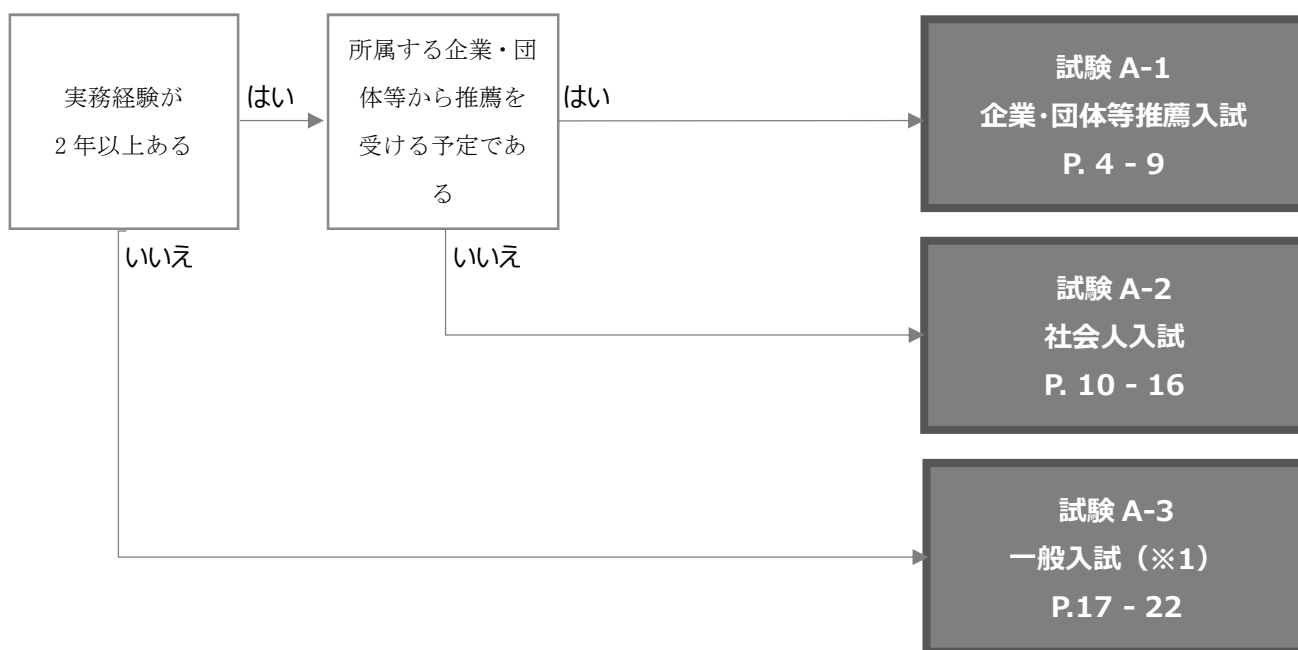 実務経験が
2 年以上ある
はい
所属する企業・団
体等から推薦を
受ける予定であ
る
はい
試験 A-1
企業・団体等推薦入試
P. 4 - 9
いいえ
いいえ
試験 A-2
社会人入試
P. 10 - 16
試験 A-3
一般入試（※1）
P.17 - 22